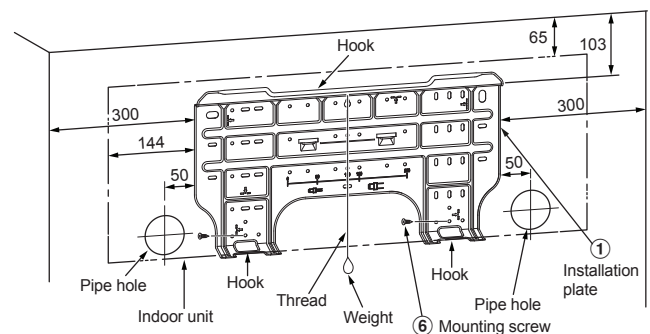 Hook
65
103
300
300
144
50
50
① 
Installation
plate
Pipe hole
Hook
Hook
Pipe hole
Indoor unit
Thread
Weight
⑥ Mounting screw